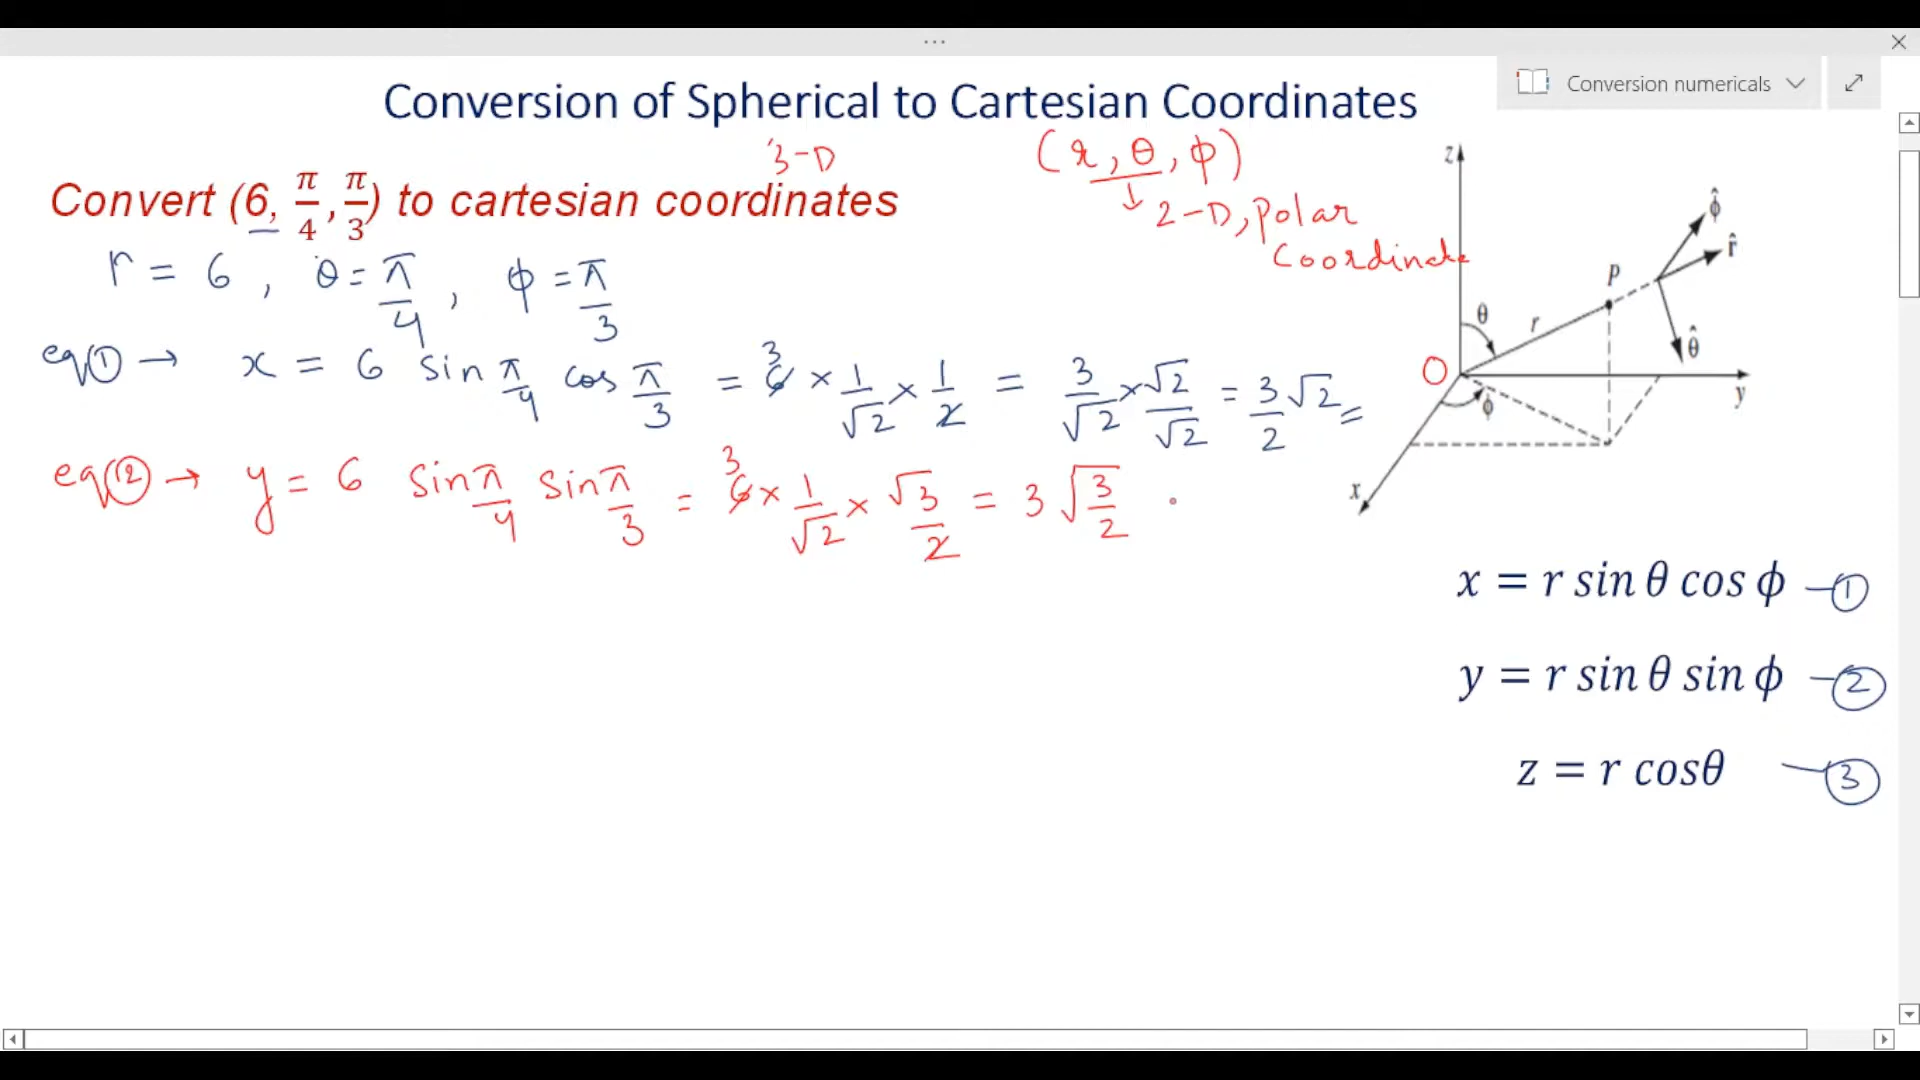 Conversion numericals
Conversion of Spherical to Cartesian Coordinates
3-D
(r, θ, ϕ)
Convert (6, π/4, π/3) to cartesian coordinates
↓ 2-D, polar
Coordinate
r = 6 , θ = π/4 , ϕ = π/3
eq① → x = 6 sin π/4 cos π/3 = 6 3 × 1/√2 × 1/2 = 3/√2 × √2/√2 = 3/2 √2 =
eq② → y = 6 sin π/4 sin π/3 = 6 3 × 1/√2 × √3/2 = 3 √3/2
z
ϕ̂
r̂
P
θ
r
θ̂
O
ϕ
y
x
x = r sin θ cos ϕ —①
y = r sin θ sin ϕ —②
z = r cosθ —③